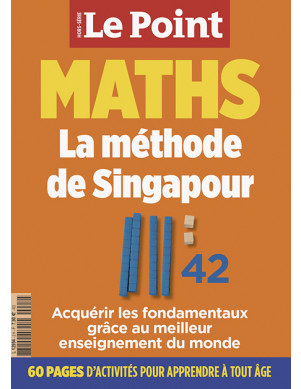 HORS-SÉRIE
Le Point
MATHS
La méthode
de Singapour
42
Acquérir les fondamentaux
grâce au meilleur
enseignement du monde
60 PAGES D'ACTIVITÉS POUR APPRENDRE À TOUT ÂGE